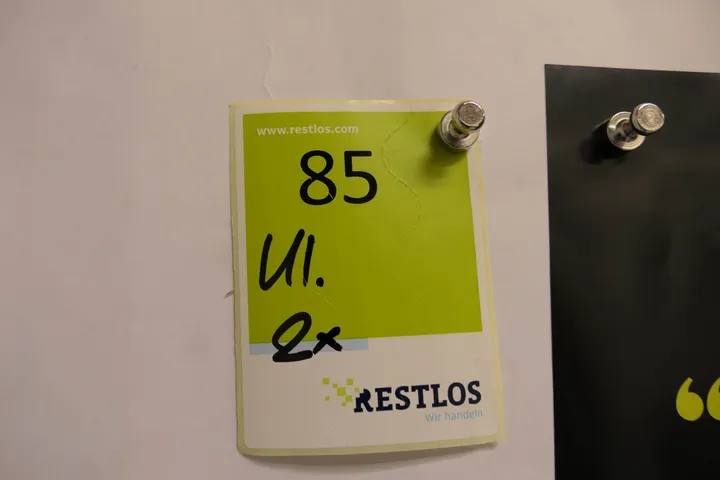 www.restlos.com
85
Ul.
2x
RESTLOS
Wir handeln
“